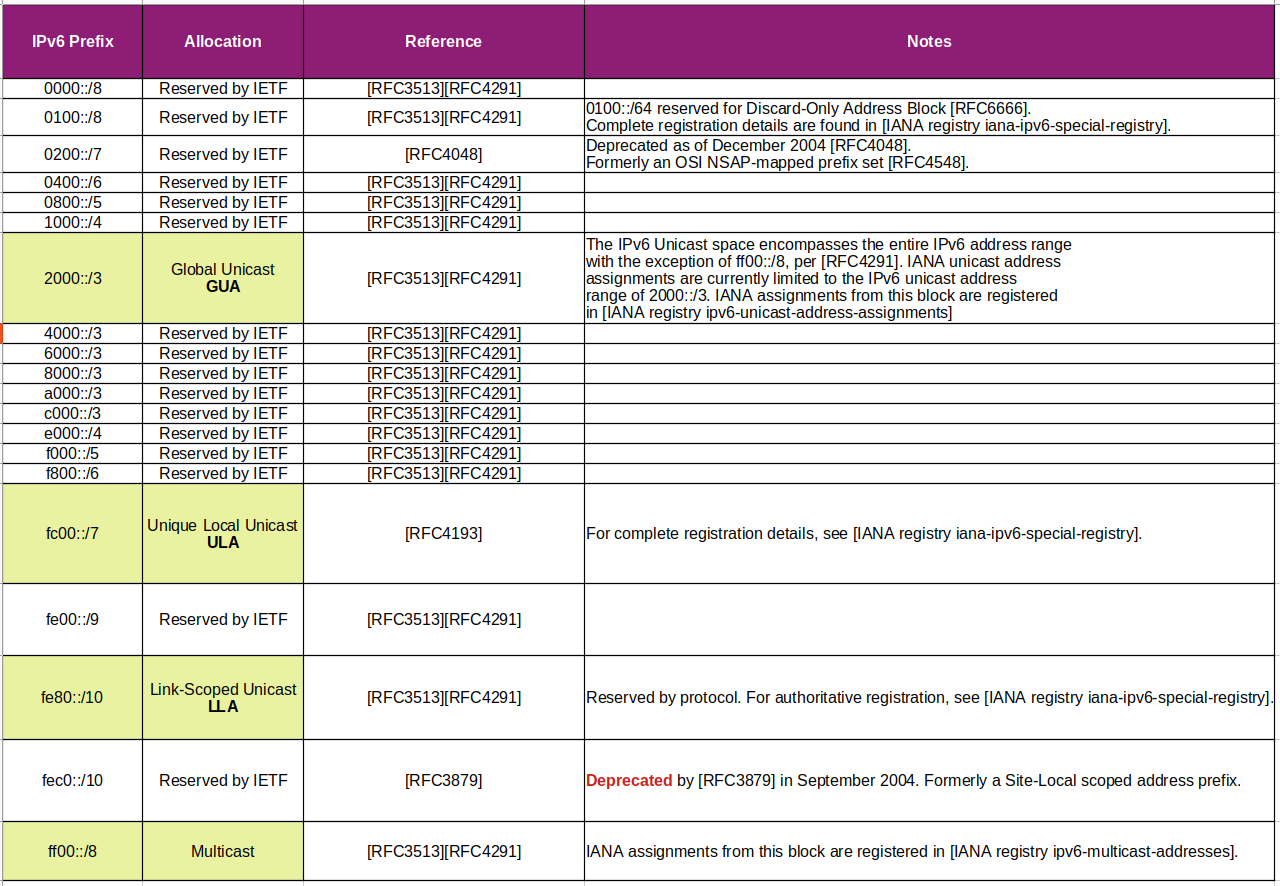 IPv6 Prefix Allocation Reference Notes
0000::/8 Reserved by IETF [RFC3513][RFC4291]
0100::/8 Reserved by IETF [RFC3513][RFC4291] 0100::/64 reserved for Discard-Only Address Block [RFC6666].
Complete registration details are found in [IANA registry iana-ipv6-special-registry].
0200::/7 Reserved by IETF [RFC4048] Deprecated as of December 2004 [RFC4048].
Formerly an OSI NSAP-mapped prefix set [RFC4548].
0400::/6 Reserved by IETF [RFC3513][RFC4291]
0800::/5 Reserved by IETF [RFC3513][RFC4291]
1000::/4 Reserved by IETF [RFC3513][RFC4291]
2000::/3 Global Unicast
GUA
[RFC3513][RFC4291]
The IPv6 Unicast space encompasses the entire IPv6 address range
with the exception of ff00::/8, per [RFC4291]. IANA unicast address
assignments are currently limited to the IPv6 unicast address
range of 2000::/3. IANA assignments from this block are registered
in [IANA registry ipv6-unicast-address-assignments]
4000::/3 Reserved by IETF [RFC3513][RFC4291]
6000::/3 Reserved by IETF [RFC3513][RFC4291]
8000::/3 Reserved by IETF [RFC3513][RFC4291]
a000::/3 Reserved by IETF [RFC3513][RFC4291]
c000::/3 Reserved by IETF [RFC3513][RFC4291]
e000::/4 Reserved by IETF [RFC3513][RFC4291]
f000::/5 Reserved by IETF [RFC3513][RFC4291]
f800::/6 Reserved by IETF [RFC3513][RFC4291]
fc00::/7 Unique Local Unicast
ULA
[RFC4193] For complete registration details, see [IANA registry iana-ipv6-special-registry].
fe00::/9 Reserved by IETF [RFC3513][RFC4291]
fe80::/10 Link-Scoped Unicast
LLA
[RFC3513][RFC4291] Reserved by protocol. For authoritative registration, see [IANA registry iana-ipv6-special-registry].
fec0::/10 Reserved by IETF [RFC3879] Deprecated by [RFC3879] in September 2004. Formerly a Site-Local scoped address prefix.
ff00::/8 Multicast [RFC3513][RFC4291] IANA assignments from this block are registered in [IANA registry ipv6-multicast-addresses].